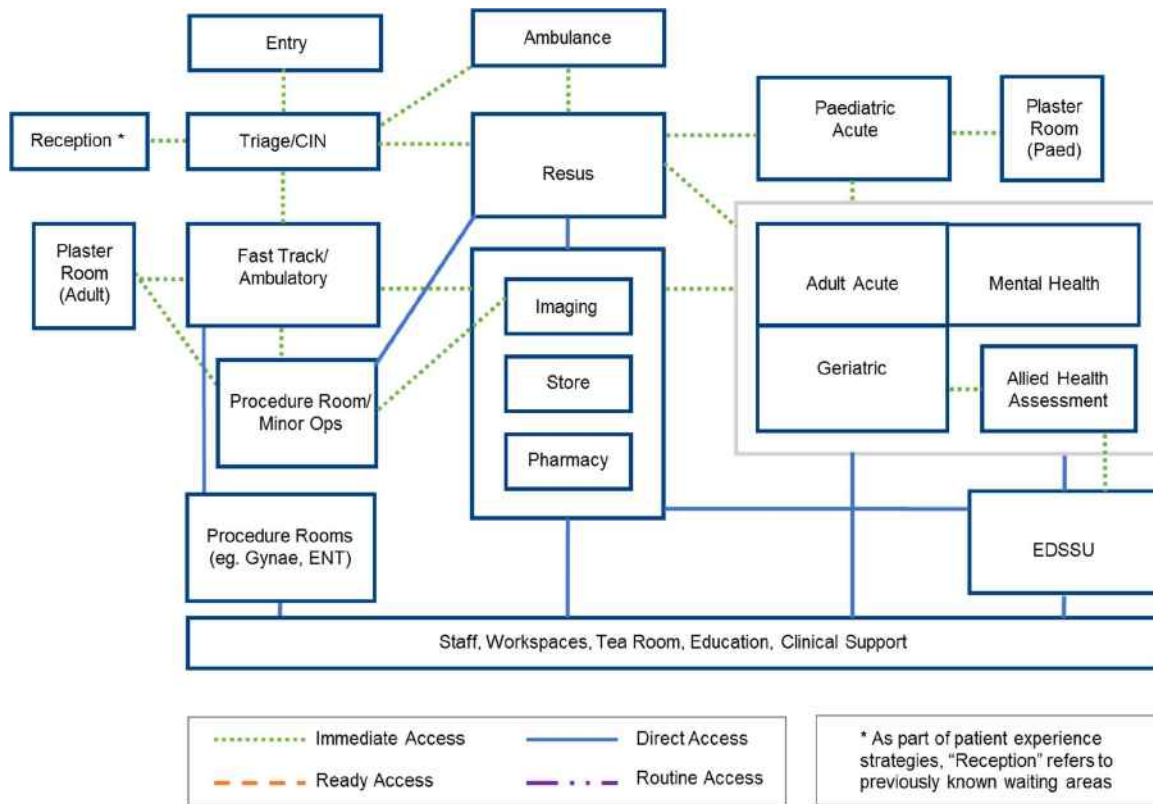 Entry
Ambulance
Reception *
Triage/CIN
Resus
Paediatric
Acute
Plaster
Room
(Paed)
Plaster
Room
(Adult)
Fast Track/
Ambulatory
Imaging
Adult Acute
Mental Health
Procedure Room/
Minor Ops
Store
Geriatric
Allied Health
Assessment
Pharmacy
Procedure Rooms
(eg. Gynae, ENT)
EDSSU
Staff, Workspaces, Tea Room, Education, Clinical Support
Immediate Access
Direct Access
Ready Access
Routine Access
* As part of patient experience
strategies, “Reception” refers to
previously known waiting areas